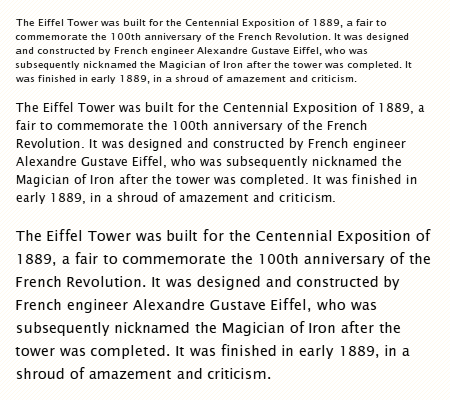 The Eiffel Tower was built for the Centennial Exposition of 1889, a fair to
commemorate the 100th anniversary of the French Revolution. It was designed
and constructed by French engineer Alexandre Gustave Eiffel, who was
subsequently nicknamed the Magician of Iron after the tower was completed. It
was finished in early 1889, in a shroud of amazement and criticism.
The Eiffel Tower was built for the Centennial Exposition of 1889, a
fair to commemorate the 100th anniversary of the French
Revolution. It was designed and constructed by French engineer
Alexandre Gustave Eiffel, who was subsequently nicknamed the
Magician of Iron after the tower was completed. It was finished in
early 1889, in a shroud of amazement and criticism.
The Eiffel Tower was built for the Centennial Exposition of
1889, a fair to commemorate the 100th anniversary of the
French Revolution. It was designed and constructed by
French engineer Alexandre Gustave Eiffel, who was
subsequently nicknamed the Magician of Iron after the
tower was completed. It was finished in early 1889, in a
shroud of amazement and criticism.